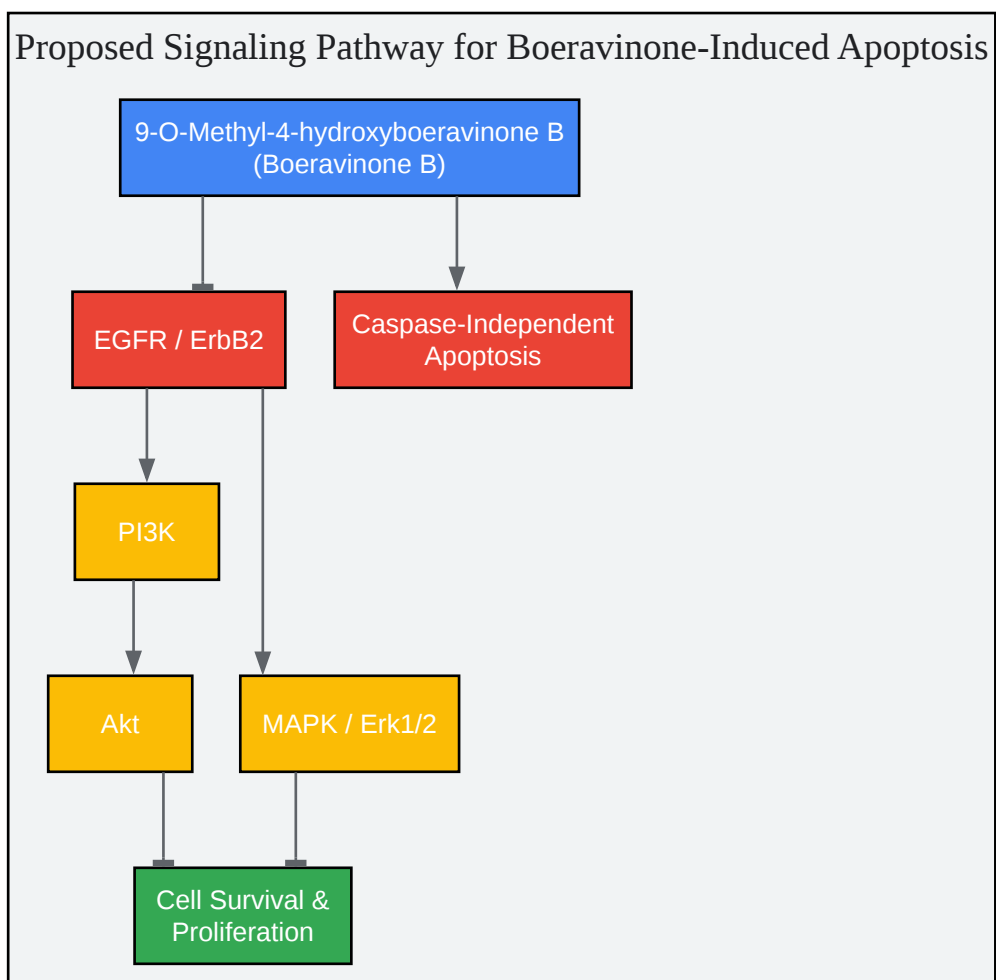 Proposed Signaling Pathway for Boeravinone-Induced Apoptosis
9-O-Methyl-4-hydroxyboeravinone B
(Boeravinone B)
EGFR / ErbB2
Caspase-Independent
Apoptosis
PI3K
Akt
MAPK / Erk1/2
Cell Survival &
Proliferation